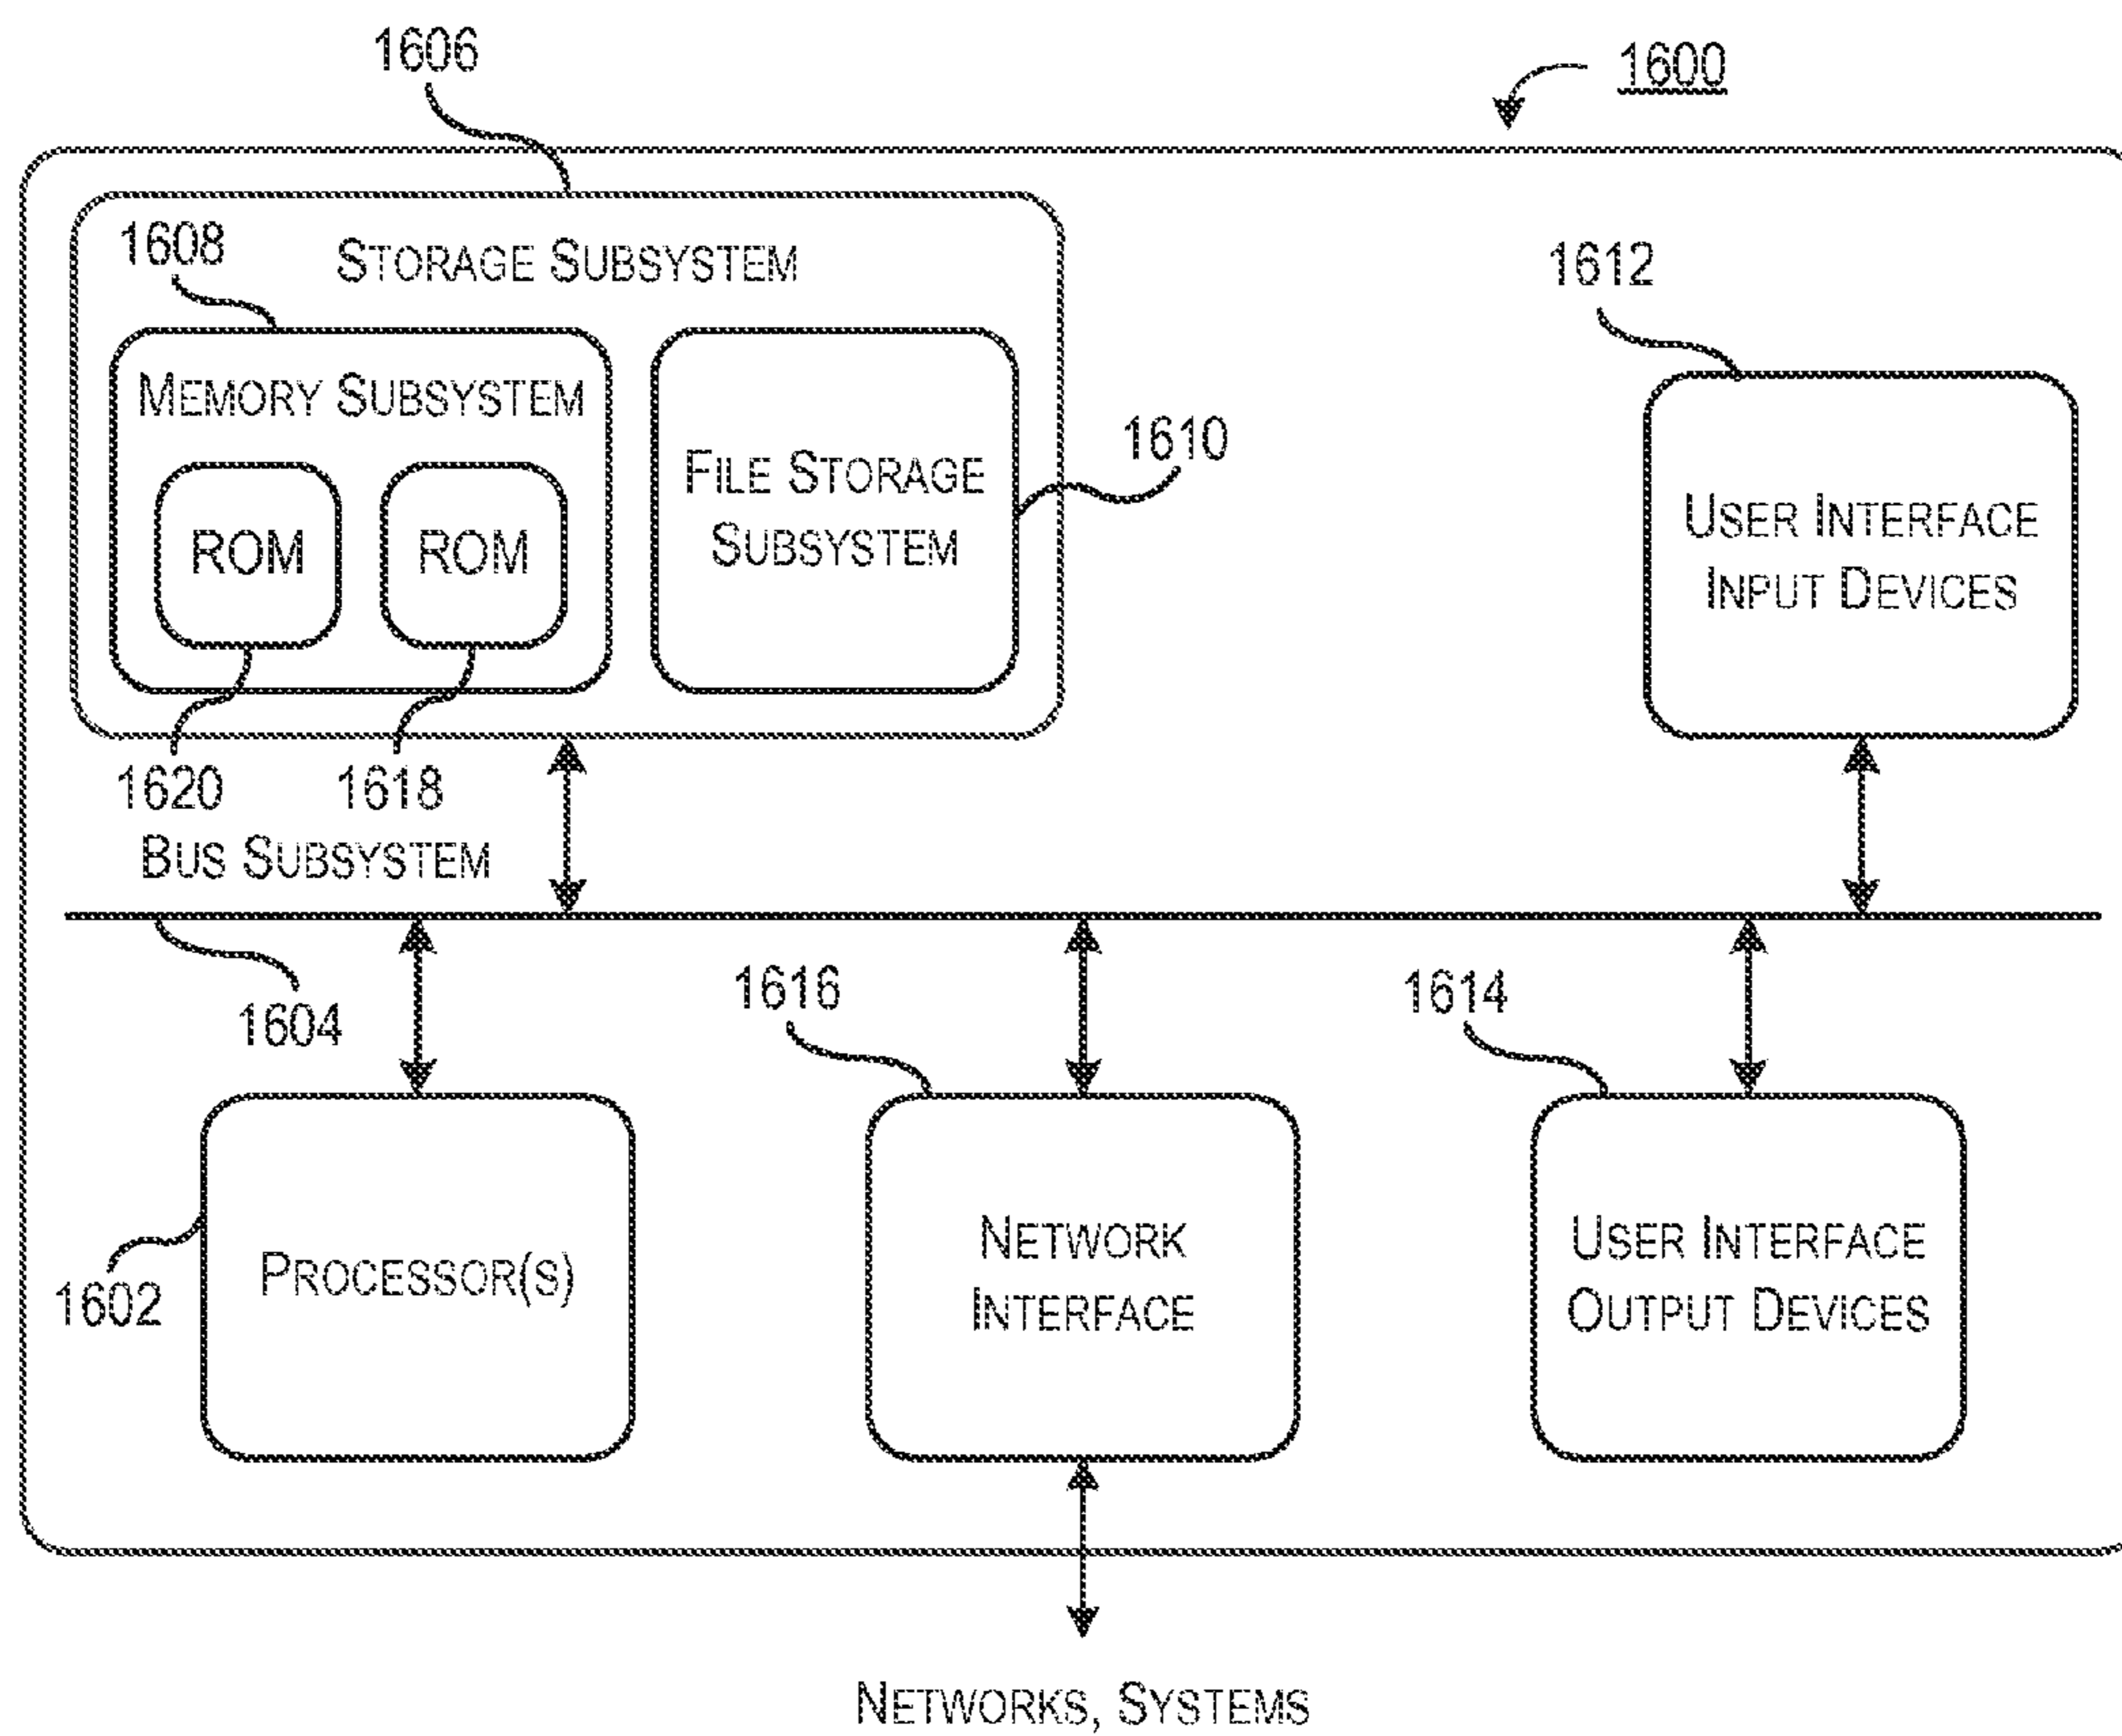 1606
1600
1608
STORAGE SUBSYSTEM
1612
MEMORY SUBSYSTEM
1610
FILE STORAGE
SUBSYSTEM
ROM
ROM
USER INTERFACE
INPUT DEVICES
1620
1618
BUS SUBSYSTEM
1604
1616
1614
1602
PROCESSOR(S)
NETWORK
INTERFACE
USER INTERFACE
OUTPUT DEVICES
NETWORKS, SYSTEMS